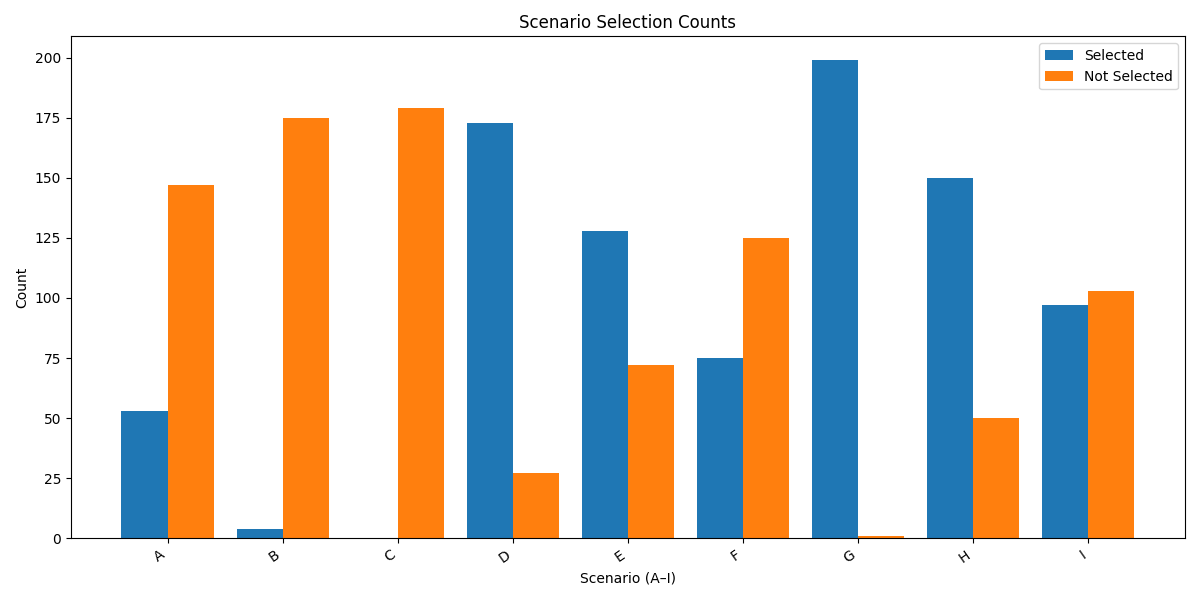 Scenario Selection Counts
Selected
Not Selected
Count
200
175
150
125
100
75
50
25
0
A
B
C
D
E
F
G
H
I
Scenario (A–I)